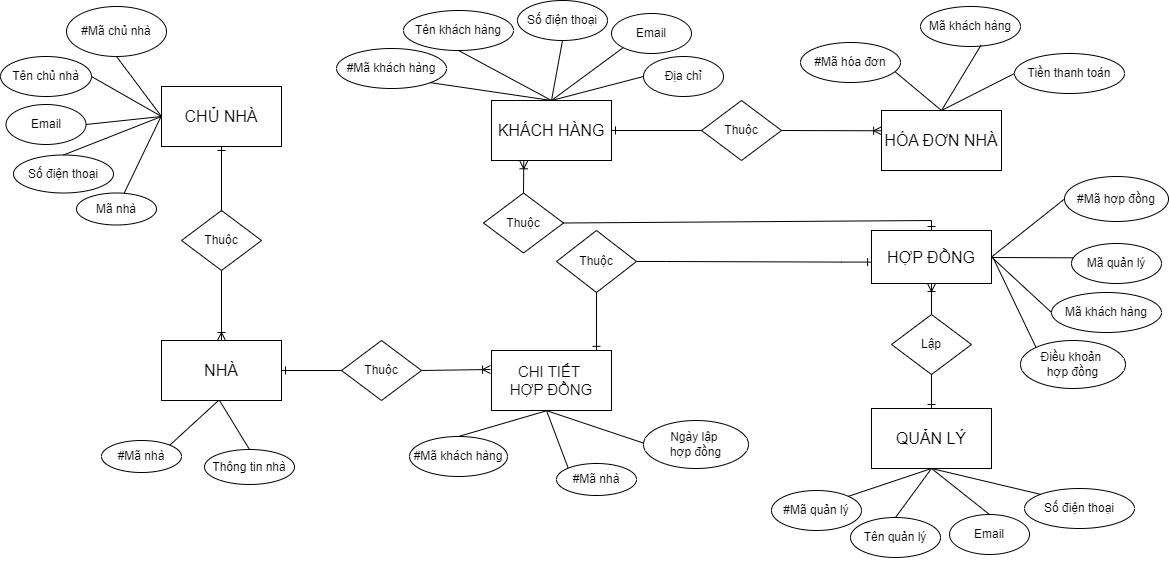 #Mã chủ nhà
Tên chủ nhà
Email
Số điện thoại
Mã nhà
CHỦ NHÀ
Thuộc
NHÀ
#Mã nhà
Thông tin nhà
Thuộc
#Mã khách hàng
Tên khách hàng
Số điện thoại
Email
Địa chỉ
KHÁCH HÀNG
Thuộc
#Mã hóa đơn
Mã khách hàng
Tiền thanh toán
HÓA ĐƠN NHÀ
Thuộc
Thuộc
HỢP ĐỒNG
#Mã hợp đồng
Mã quản lý
Mã khách hàng
Điều khoản
hợp đồng
Lập
CHI TIẾT
HỢP ĐỒNG
#Mã khách hàng
#Mã nhà
Ngày lập
hợp đồng
QUẢN LÝ
#Mã quản lý
Tên quản lý
Email
Số điện thoại